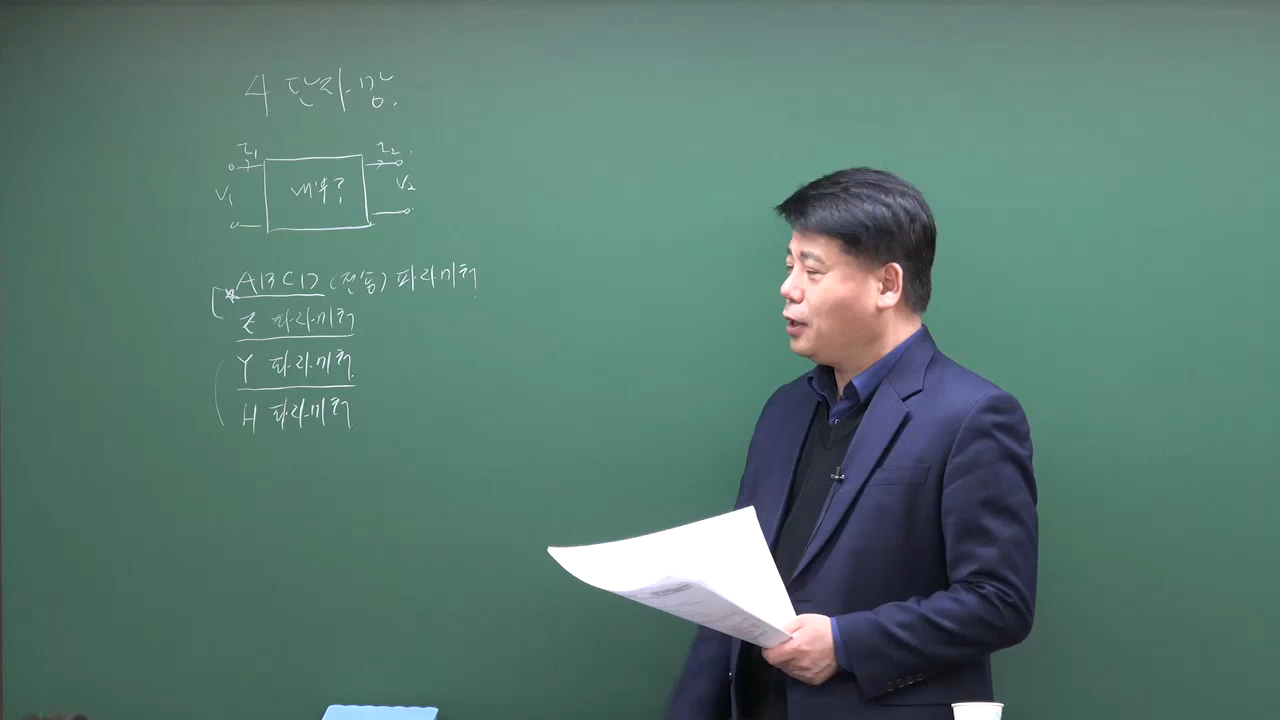 4 단자망.
I₁ I₂.
V₁ 내부? V₂
* ABCD (전송) 파라미터
Z 파라미터
Y 파라미터
H 파라미터